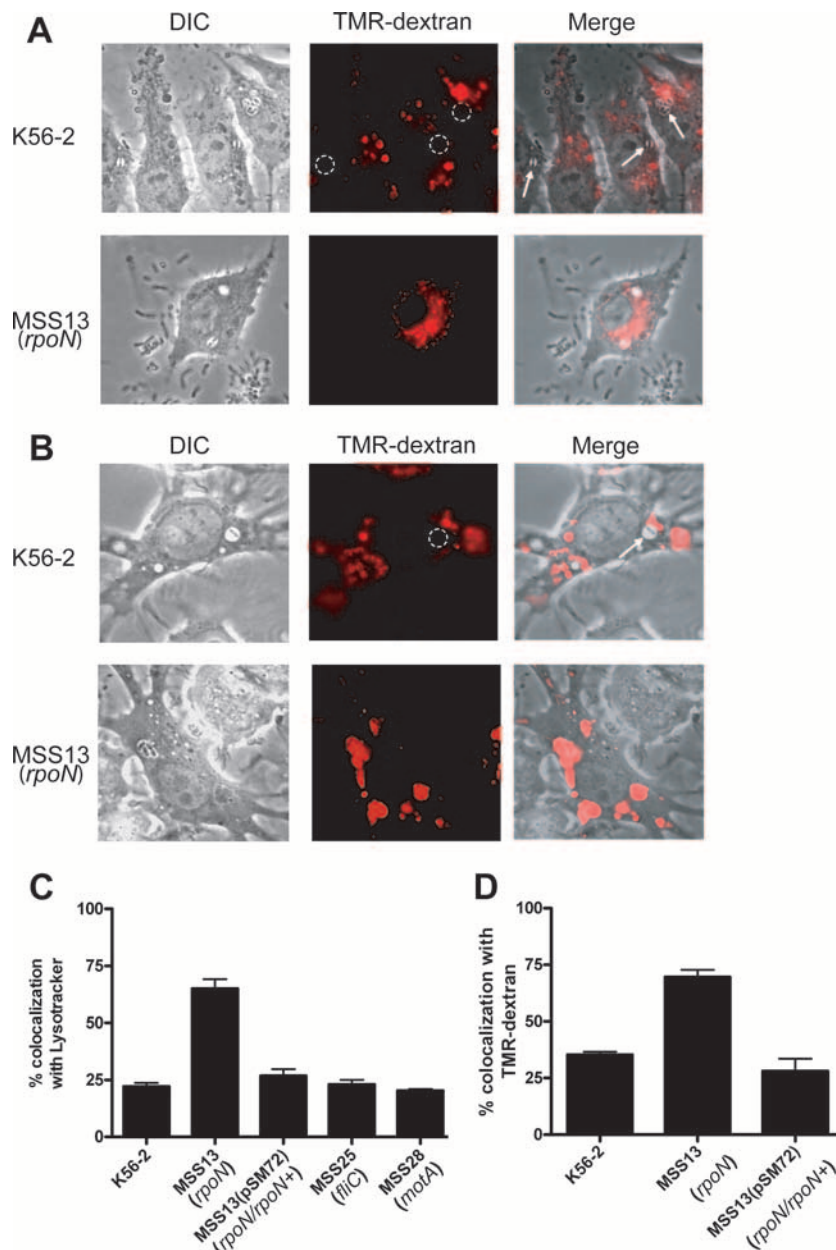 A
DIC TMR-dextran Merge
K56-2
MSS13
(rpoN)
B
DIC TMR-dextran Merge
K56-2
MSS13
(rpoN)
C
% colocalization
with Lysotracker
100
75
50
25
0
K56-2
MSS13
(rpoN)
MSS13(pSM72)
(rpoN/rpoN+)
MSS25
(fliC)
MSS28
(motA)
D
% colocalization with
TMR-dextran
100
75
50
25
0
K56-2
MSS13
(rpoN)
MSS13(pSM72)
(rpoN/rpoN+)